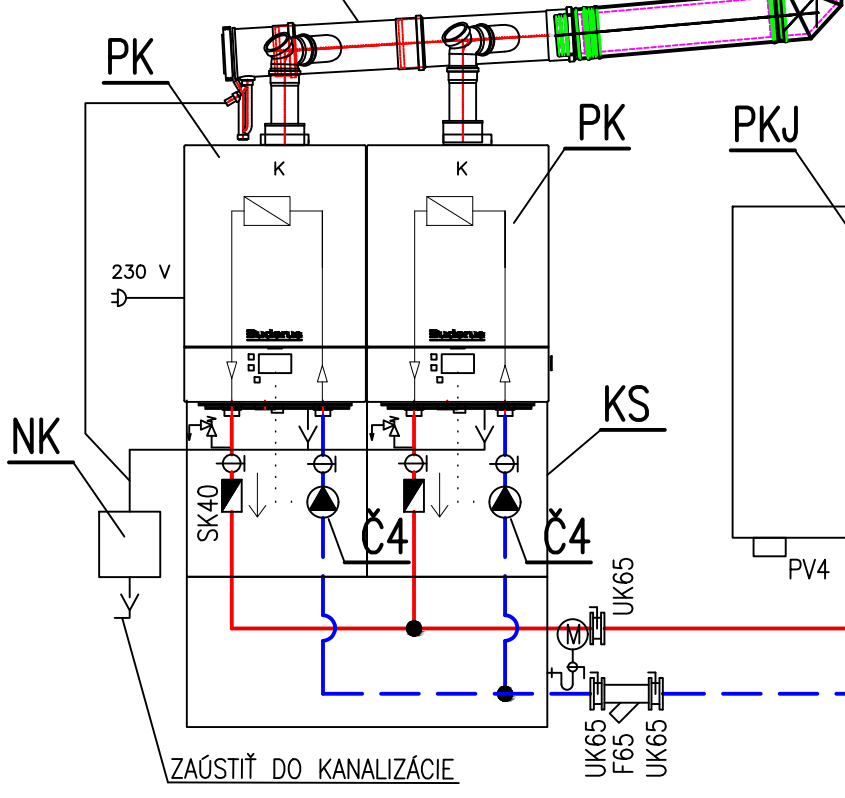 PK
PK
PKJ
K
K
230 V
Buderus
Buderus
KS
NK
SK40
Č4
Č4
PV4
UK65
M
UK65
F65
UK65
ZAÚSTIŤ DO KANALIZÁCIE